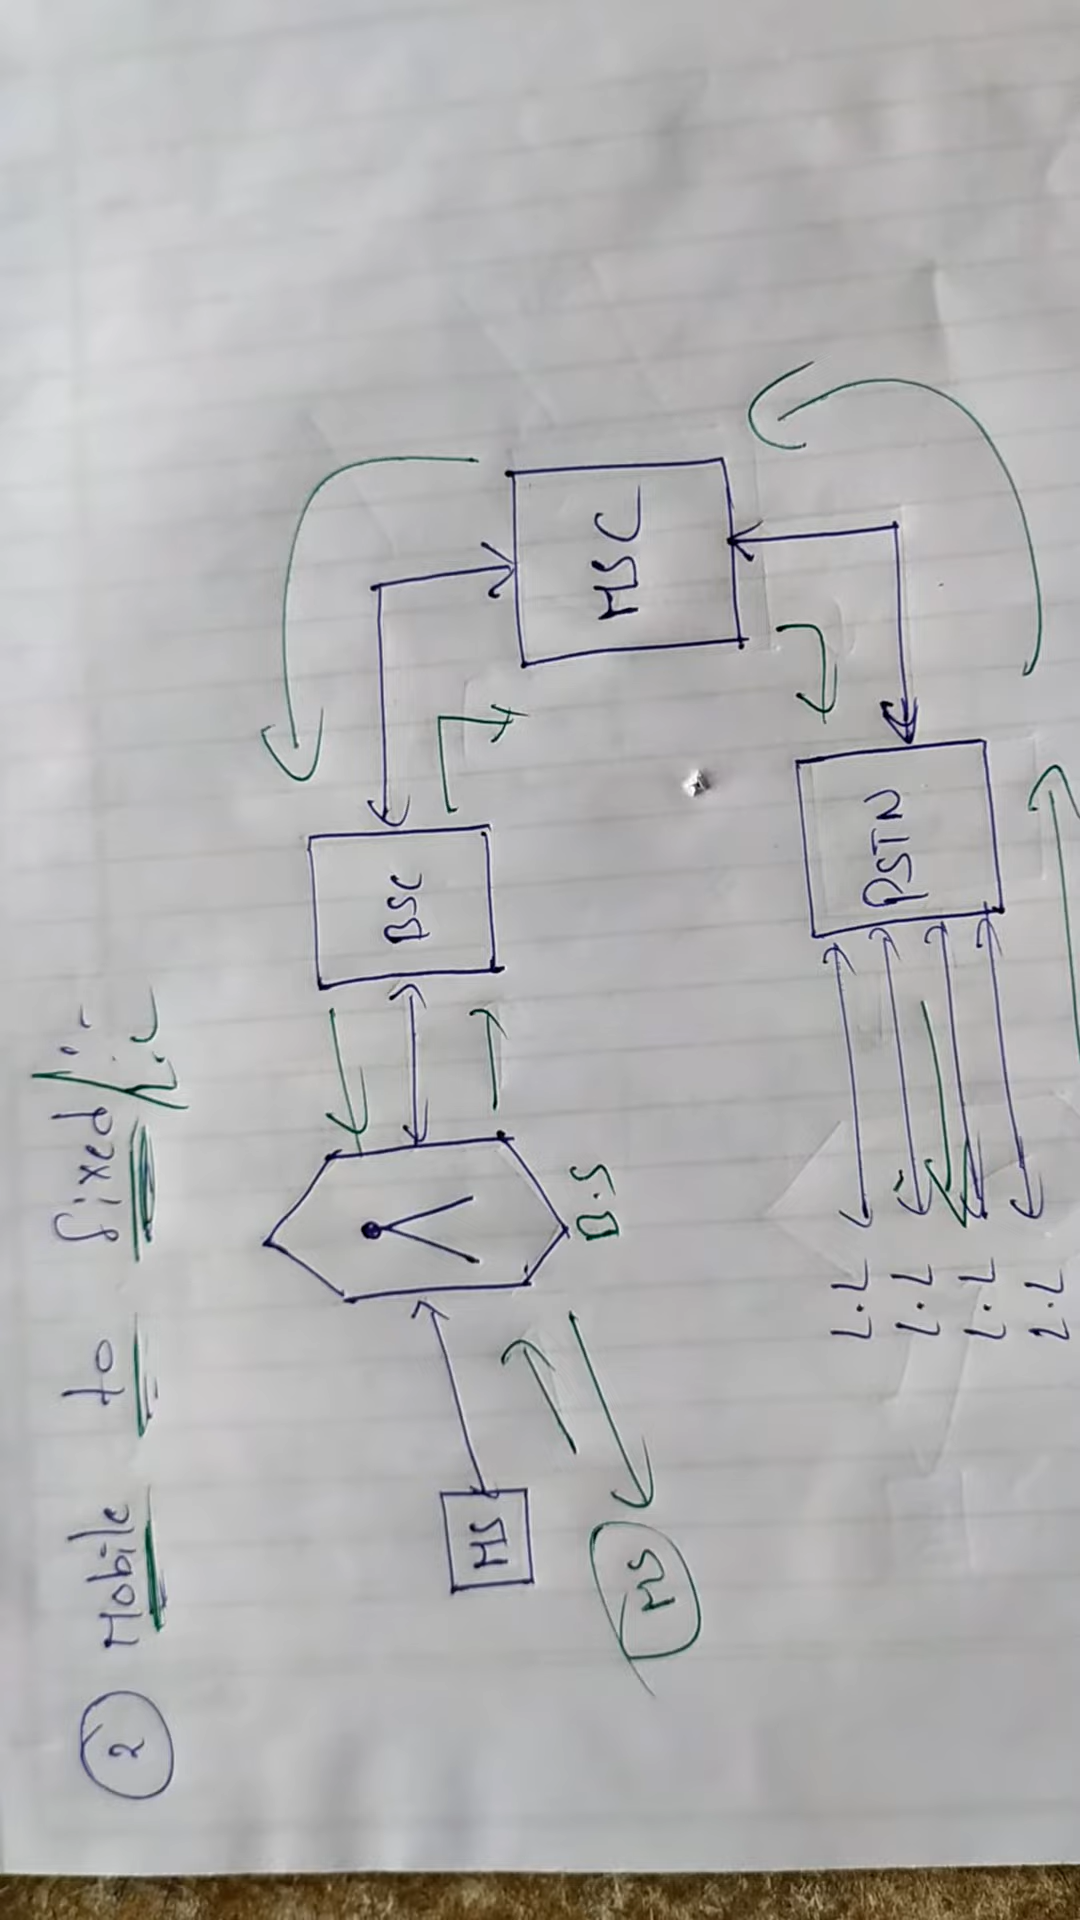 ② Mobile to fixed/:-
MSC
BSC
PSTN
MS
B.S
MS
L.L
L.L
L.L
L.L